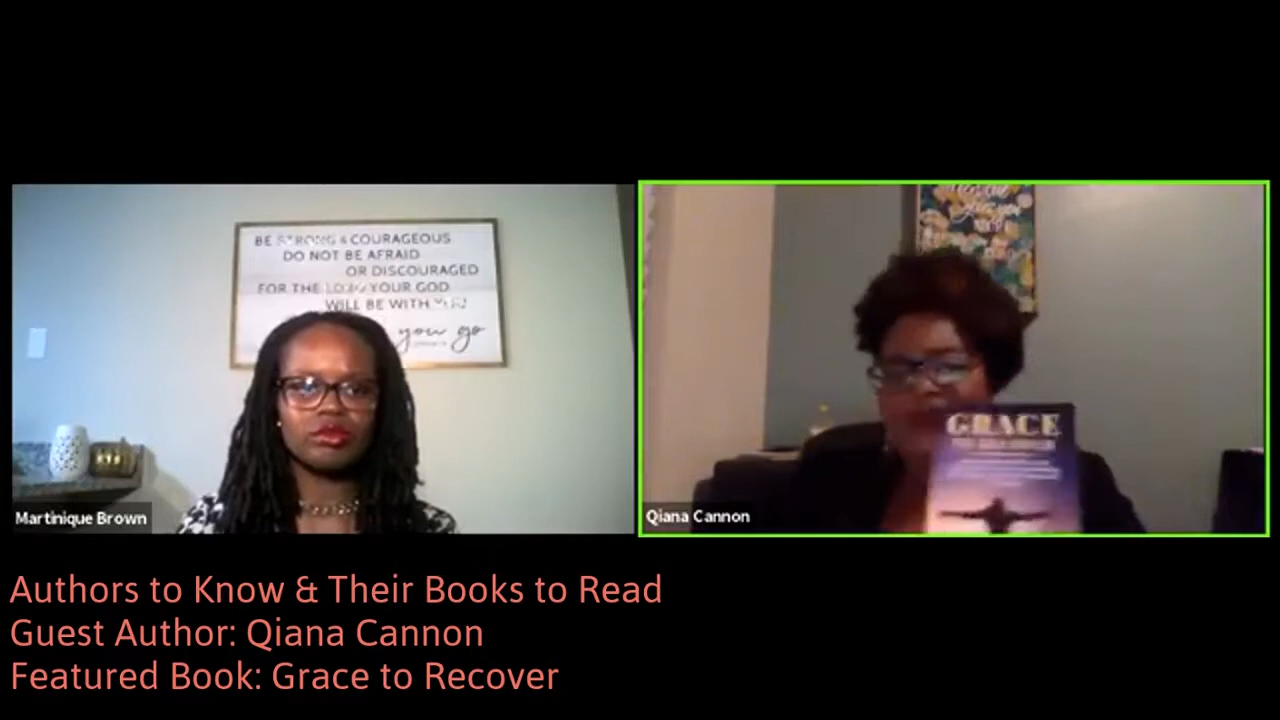 BE STRONG & COURAGEOUS
DO NOT BE AFRAID
OR DISCOURAGED
FOR THE LORD YOUR GOD
WILL BE WITH YOU
you go
GRACE
Martinique Brown
Qiana Cannon
Authors to Know & Their Books to Read
Guest Author: Qiana Cannon
Featured Book: Grace to Recover